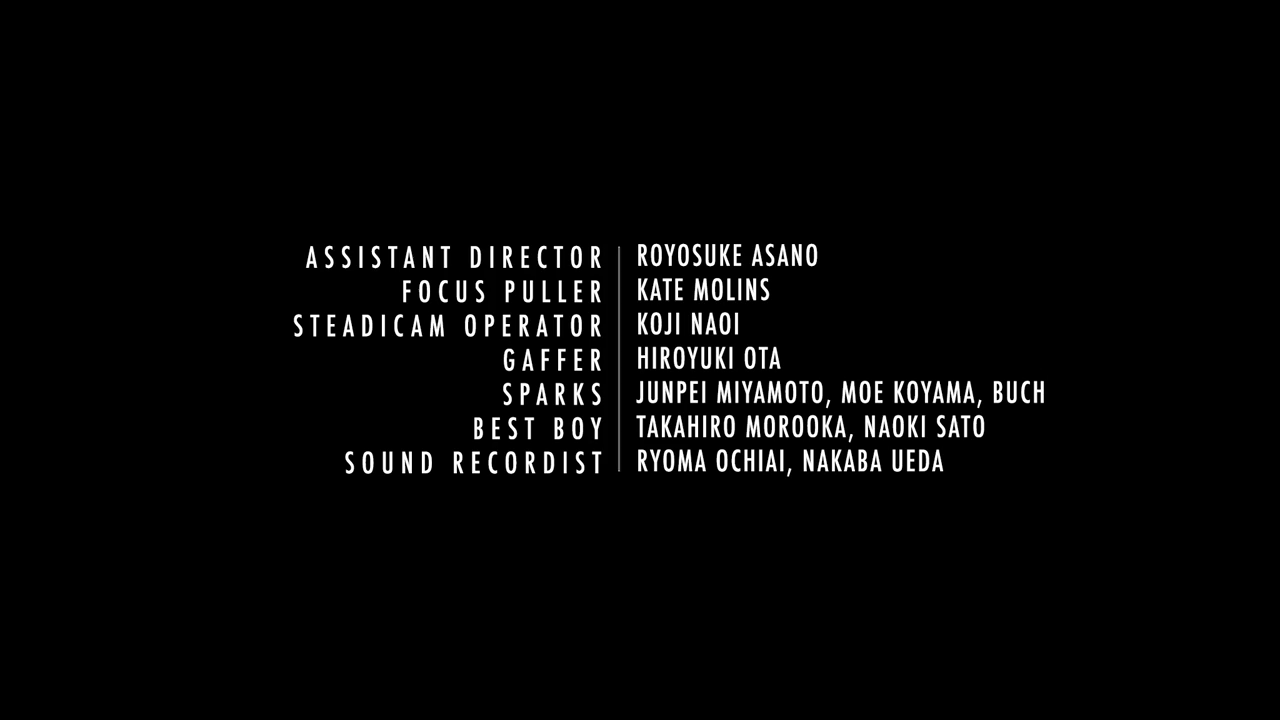 ASSISTANT DIRECTOR ROYOSUKE ASANO
FOCUS PULLER KATE MOLINS
STEADICAM OPERATOR KOJI NAOI
GAFFER HIROYUKI OTA
SPARKS JUNPEI MIYAMOTO, MOE KOYAMA, BUCH
BEST BOY TAKAHIRO MOROOKA, NAOKI SATO
SOUND RECORDIST RYOMA OCHIAI, NAKABA UEDA